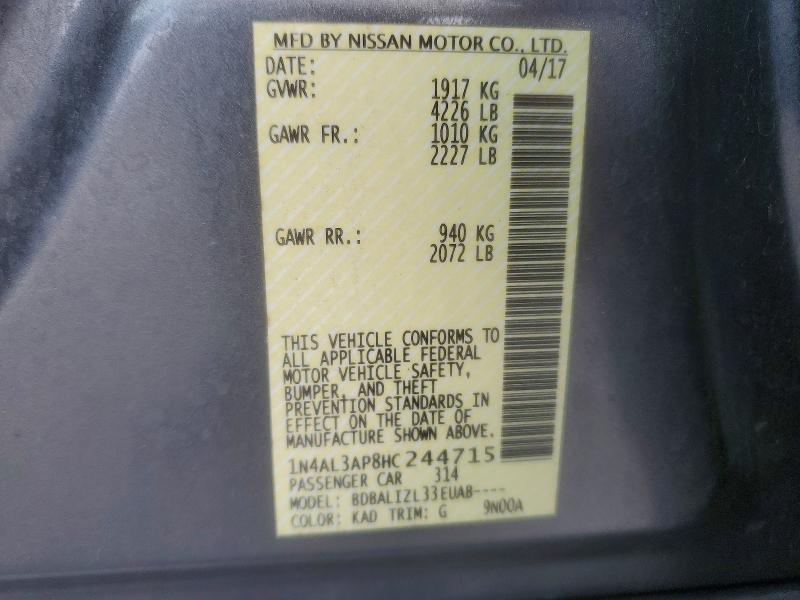 MFD BY NISSAN MOTOR CO., LTD.
DATE: 04/17
GVWR: 1917 KG
4226 LB
GAWR FR.: 1010 KG
2227 LB
GAWR RR.: 940 KG
2072 LB
THIS VEHICLE CONFORMS TO
ALL APPLICABLE FEDERAL
MOTOR VEHICLE SAFETY,
BUMPER, AND THEFT
PREVENTION STANDARDS IN
EFFECT ON THE DATE OF
MANUFACTURE SHOWN ABOVE.
1N4AL3AP8HC244715
PASSENGER CAR 314
MODEL: BDBALIZL33EUAB----
COLOR: KAD TRIM: G 9N00A